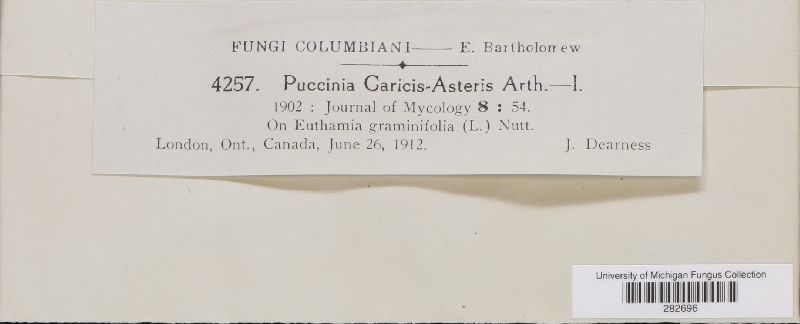 FUNGI COLUMBIANI—— E. Bartholomew
4257. Puccinia Caricis-Asteris Arth.—I.
1902 : Journal of Mycology 8 : 54.
On Euthamia graminifolia (L.) Nutt.
London, Ont., Canada, June 26, 1912. J. Dearness
University of Michigan Fungus Collection
282696